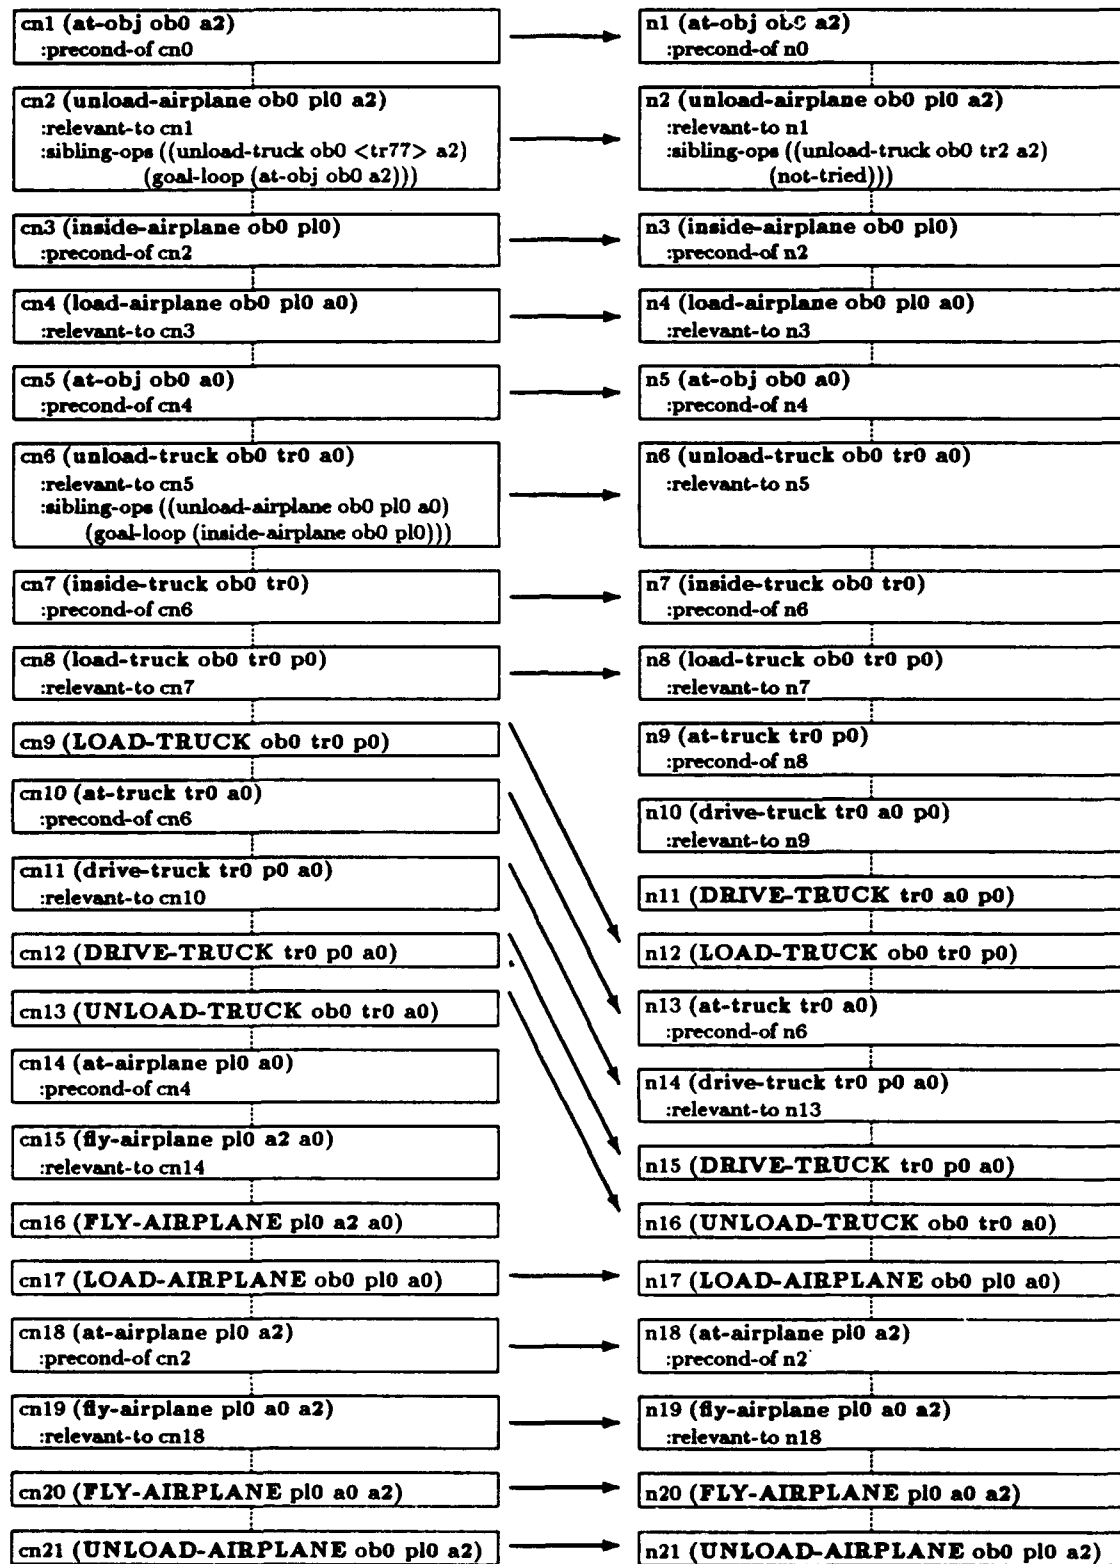 cn1 (at-obj ob0 a2)
:precond-of cn0
cn2 (unload-airplane ob0 pl0 a2)
:relevant-to cn1
:sibling-ops ((unload-truck ob0 <tr77> a2)
(goal-loop (at-obj ob0 a2)))
cn3 (inside-airplane ob0 pl0)
:precond-of cn2
cn4 (load-airplane ob0 pl0 a0)
:relevant-to cn3
cn5 (at-obj ob0 a0)
:precond-of cn4
cn6 (unload-truck ob0 tr0 a0)
:relevant-to cn5
:sibling-ops ((unload-airplane ob0 pl0 a0)
(goal-loop (inside-airplane ob0 pl0)))
cn7 (inside-truck ob0 tr0)
:precond-of cn6
cn8 (load-truck ob0 tr0 p0)
:relevant-to cn7
cn9 (LOAD-TRUCK ob0 tr0 p0)
cn10 (at-truck tr0 a0)
:precond-of cn6
cn11 (drive-truck tr0 p0 a0)
:relevant-to cn10
cn12 (DRIVE-TRUCK tr0 p0 a0)
cn13 (UNLOAD-TRUCK ob0 tr0 a0)
cn14 (at-airplane pl0 a0)
:precond-of cn4
cn15 (fly-airplane pl0 a2 a0)
:relevant-to cn14
cn16 (FLY-AIRPLANE pl0 a2 a0)
cn17 (LOAD-AIRPLANE ob0 pl0 a0)
cn18 (at-airplane pl0 a2)
:precond-of cn2
cn19 (fly-airplane pl0 a0 a2)
:relevant-to cn18
cn20 (FLY-AIRPLANE pl0 a0 a2)
cn21 (UNLOAD-AIRPLANE ob0 pl0 a2)
n1 (at-obj ob0 a2)
:precond-of n0
n2 (unload-airplane ob0 pl0 a2)
:relevant-to n1
:sibling-ops ((unload-truck ob0 tr2 a2)
(not-tried)))
n3 (inside-airplane ob0 pl0)
:precond-of n2
n4 (load-airplane ob0 pl0 a0)
:relevant-to n3
n5 (at-obj ob0 a0)
:precond-of n4
n6 (unload-truck ob0 tr0 a0)
:relevant-to n5
n7 (inside-truck ob0 tr0)
:precond-of n6
n8 (load-truck ob0 tr0 p0)
:relevant-to n7
n9 (at-truck tr0 p0)
:precond-of n8
n10 (drive-truck tr0 a0 p0)
:relevant-to n9
n11 (DRIVE-TRUCK tr0 a0 p0)
n12 (LOAD-TRUCK ob0 tr0 p0)
n13 (at-truck tr0 a0)
:precond-of n6
n14 (drive-truck tr0 p0 a0)
:relevant-to n13
n15 (DRIVE-TRUCK tr0 p0 a0)
n16 (UNLOAD-TRUCK ob0 tr0 a0)
n17 (LOAD-AIRPLANE ob0 pl0 a0)
n18 (at-airplane pl0 a2)
:precond-of n2
n19 (fly-airplane pl0 a0 a2)
:relevant-to n18
n20 (FLY-AIRPLANE pl0 a0 a2)
n21 (UNLOAD-AIRPLANE ob0 pl0 a2)